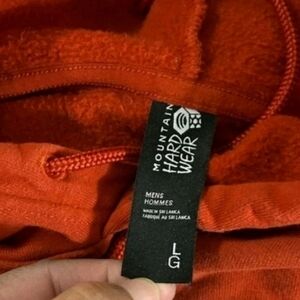 MOUNTAIN
HARD
WEAR
MENS
HOMMES
MADE IN SRI LANKA
FABRIQUÉ AU SRI LANKA
LG